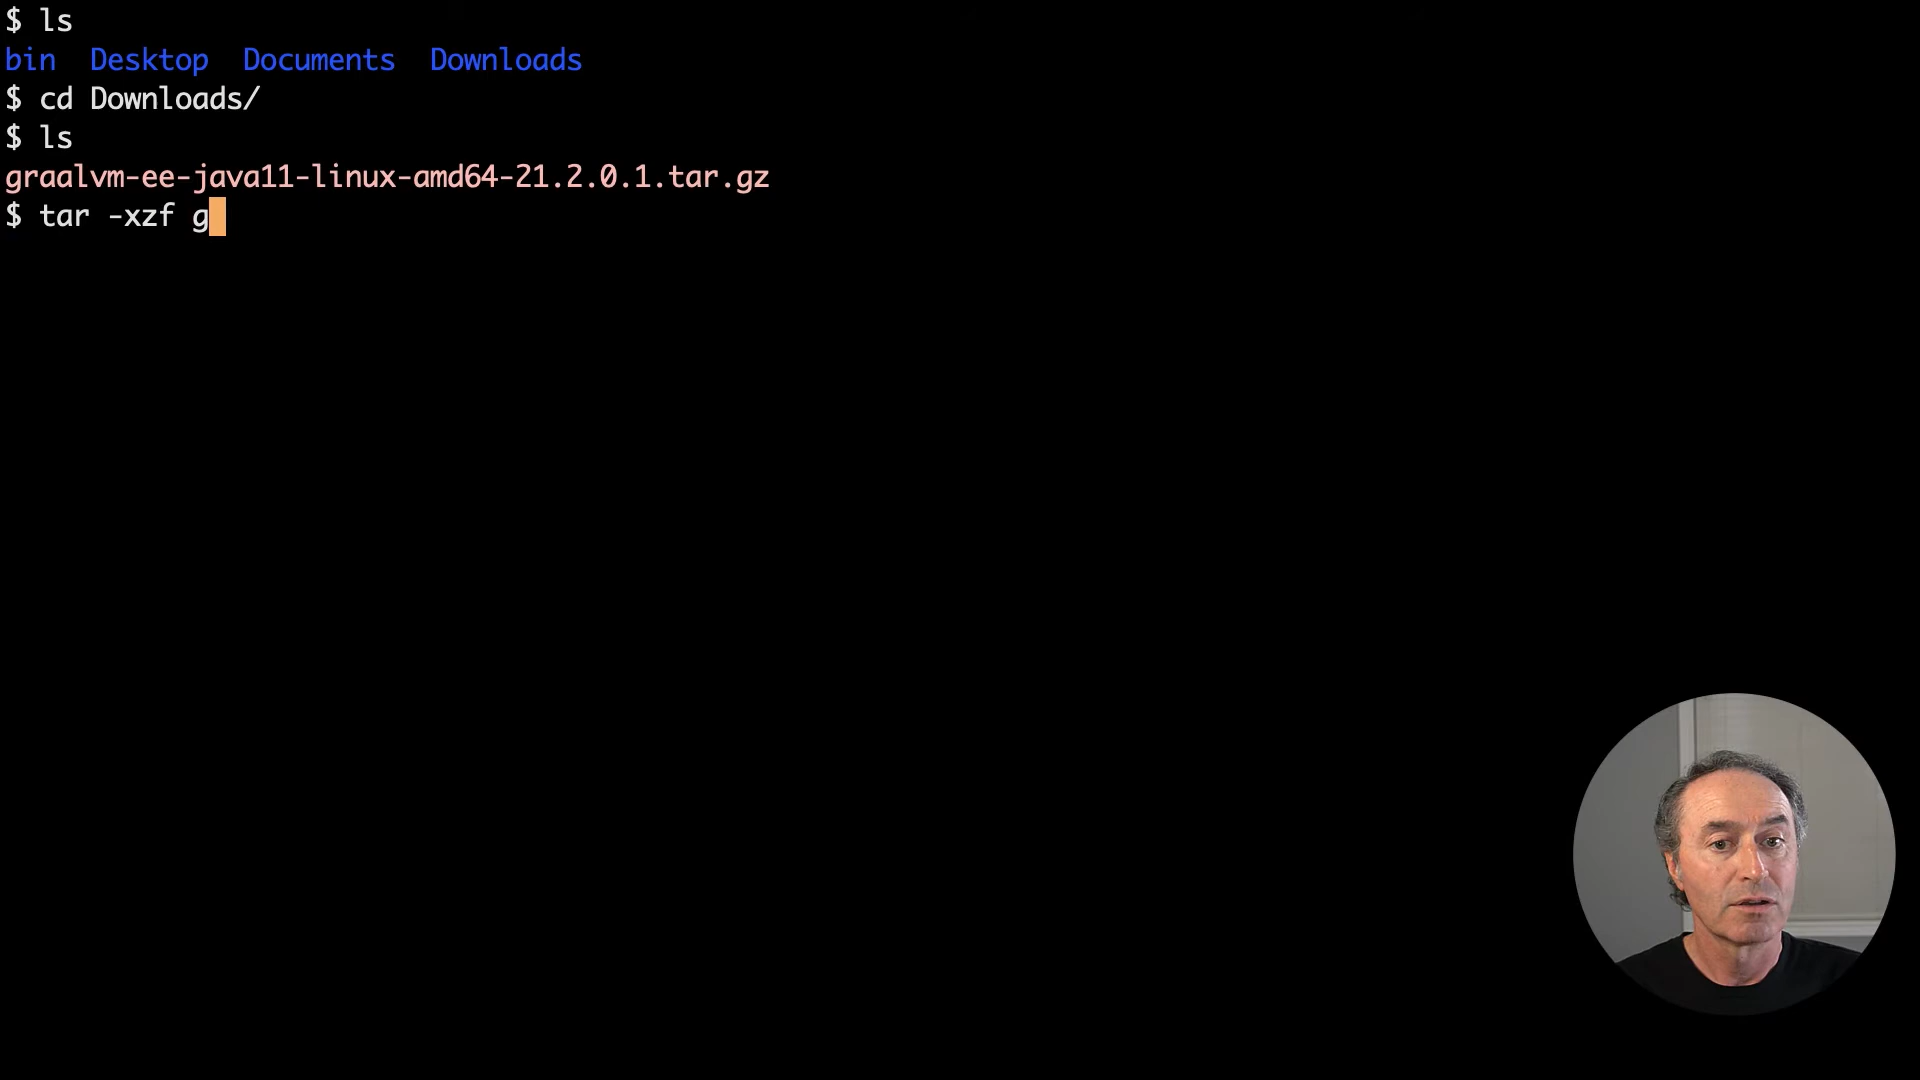 $ ls
bin  Desktop  Documents  Downloads
$ cd Downloads/
$ ls
graalvm-ee-java11-linux-amd64-21.2.0.1.tar.gz
$ tar -xzf g